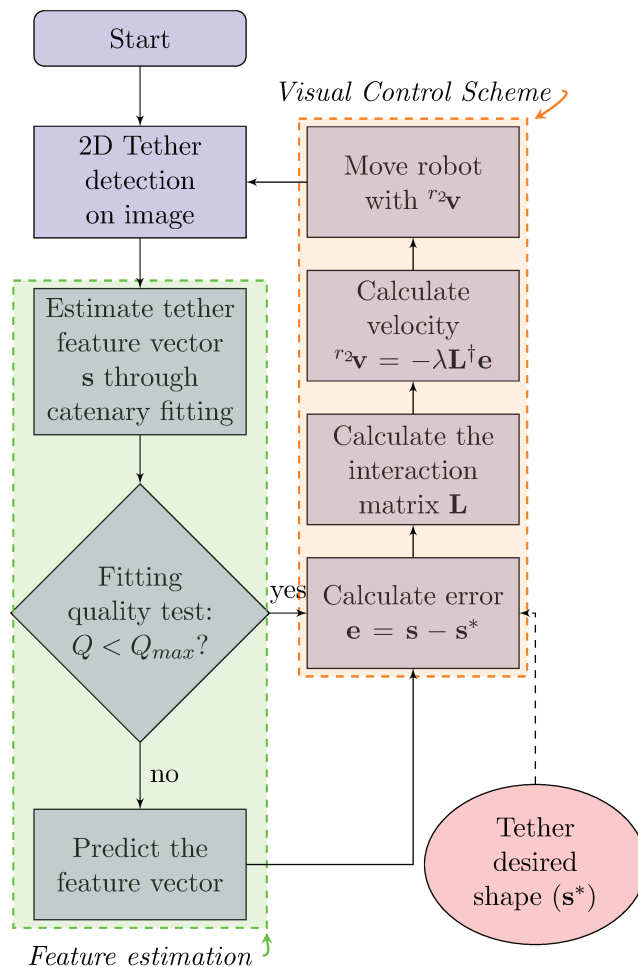 Start
Visual Control Scheme
2D Tether
detection
on image
Move robot
with ʳ²v
Estimate tether
feature vector
s through
catenary fitting
Calculate
velocity
ʳ²v = −λL†e
Calculate the
interaction
matrix L
Fitting
quality test:
Q < Qmax?
yes
Calculate error
e = s − s*
no
Predict the
feature vector
Tether
desired
shape (s*)
Feature estimation